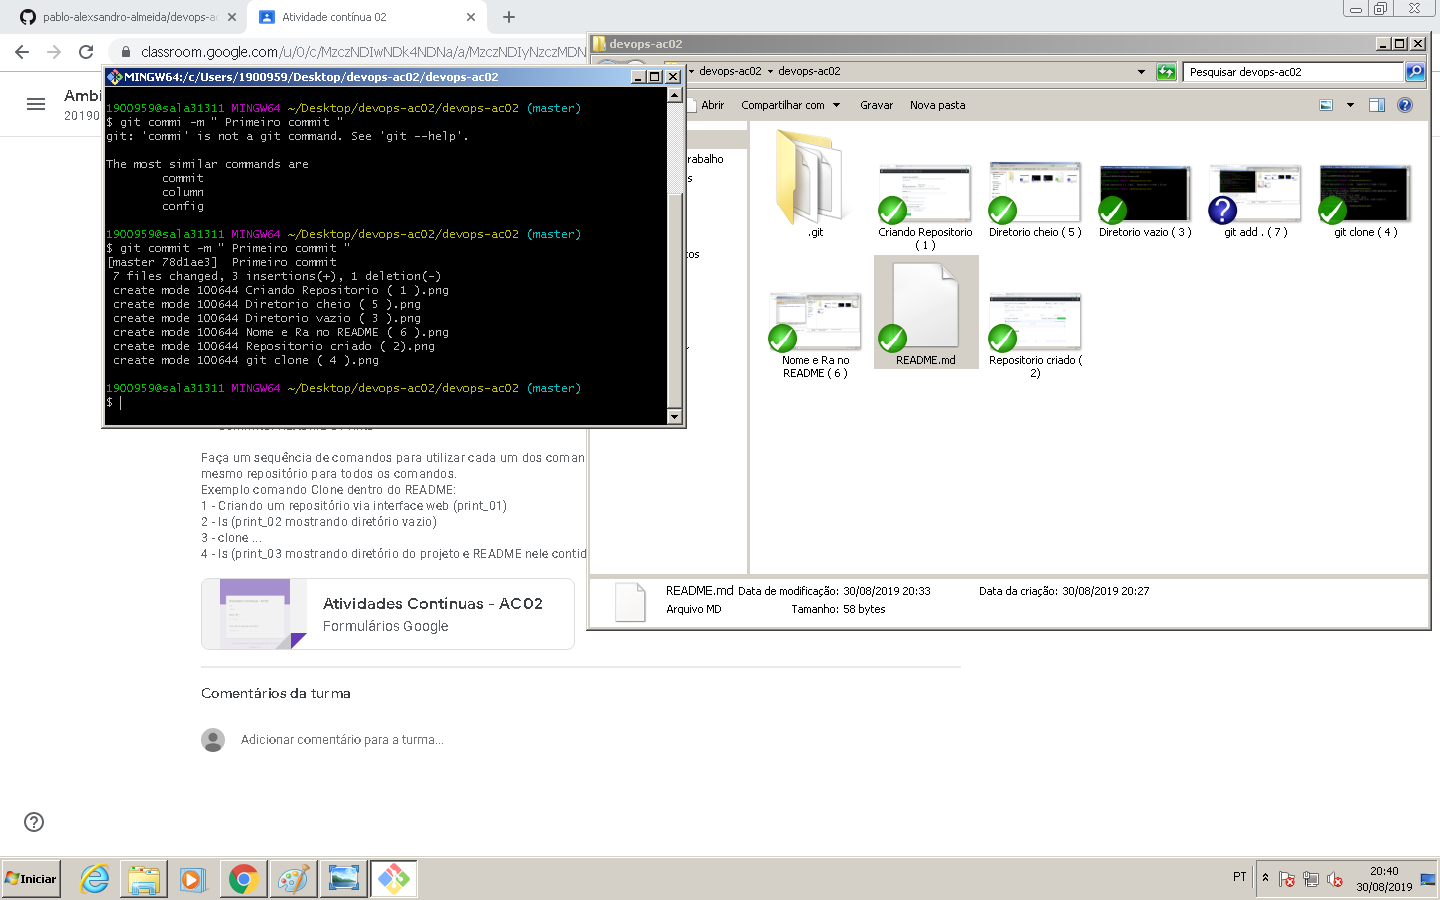 pablo-alexsandro-almeida/devops-ac
Atividade contínua 02
classroom.google.com/u/0/c/MzczNDIwNDk4NDNa/a/MzczNDIyNzczMDN
Ambi
20190
MINGW64:/c/Users/1900959/Desktop/devops-ac02/devops-ac02
1900959@sala31311 MINGW64 ~/Desktop/devops-ac02/devops-ac02 (master)
$ git commi -m " Primeiro commit "
git: 'commi' is not a git command. See 'git --help'.
The most similar commands are
commit
column
config
1900959@sala31311 MINGW64 ~/Desktop/devops-ac02/devops-ac02 (master)
$ git commit -m " Primeiro commit "
[master 78d1ae3]  Primeiro commit
7 files changed, 3 insertions(+), 1 deletion(-)
create mode 100644 Criando Repositorio ( 1 ).png
create mode 100644 Diretorio cheio ( 5 ).png
create mode 100644 Diretorio vazio ( 3 ).png
create mode 100644 Nome e Ra no README ( 6 ).png
create mode 100644 Repositorio criado ( 2).png
create mode 100644 git clone ( 4 ).png
1900959@sala31311 MINGW64 ~/Desktop/devops-ac02/devops-ac02 (master)
$
devops-ac02
devops-ac02 devops-ac02
Pesquisar devops-ac02
Abrir Compartilhar com Gravar Nova pasta
rabalho
s
tos
.git
Criando Repositorio ( 1 )
Diretorio cheio ( 5 )
Diretorio vazio ( 3 )
git add . ( 7 )
git clone ( 4 )
Nome e Ra no README ( 6 )
README.md
Repositorio criado ( 2)
README.md Data de modificação: 30/08/2019 20:33 Data da criação: 30/08/2019 20:27
Arquivo MD Tamanho: 58 bytes
Faça um sequência de comandos para utilizar cada um dos coman
mesmo repositório para todos os comandos.
Exemplo comando Clone dentro do README:
1 - Criando um repositório via interface web (print_01)
2 - ls (print_02 mostrando diretório vazio)
3 - clone ...
4 - ls (print_03 mostrando diretório do projeto e README nele contid
Atividades Continuas - AC02
Formulários Google
Comentários da turma
Adicionar comentário para a turma...
Iniciar
PT
20:40
30/08/2019